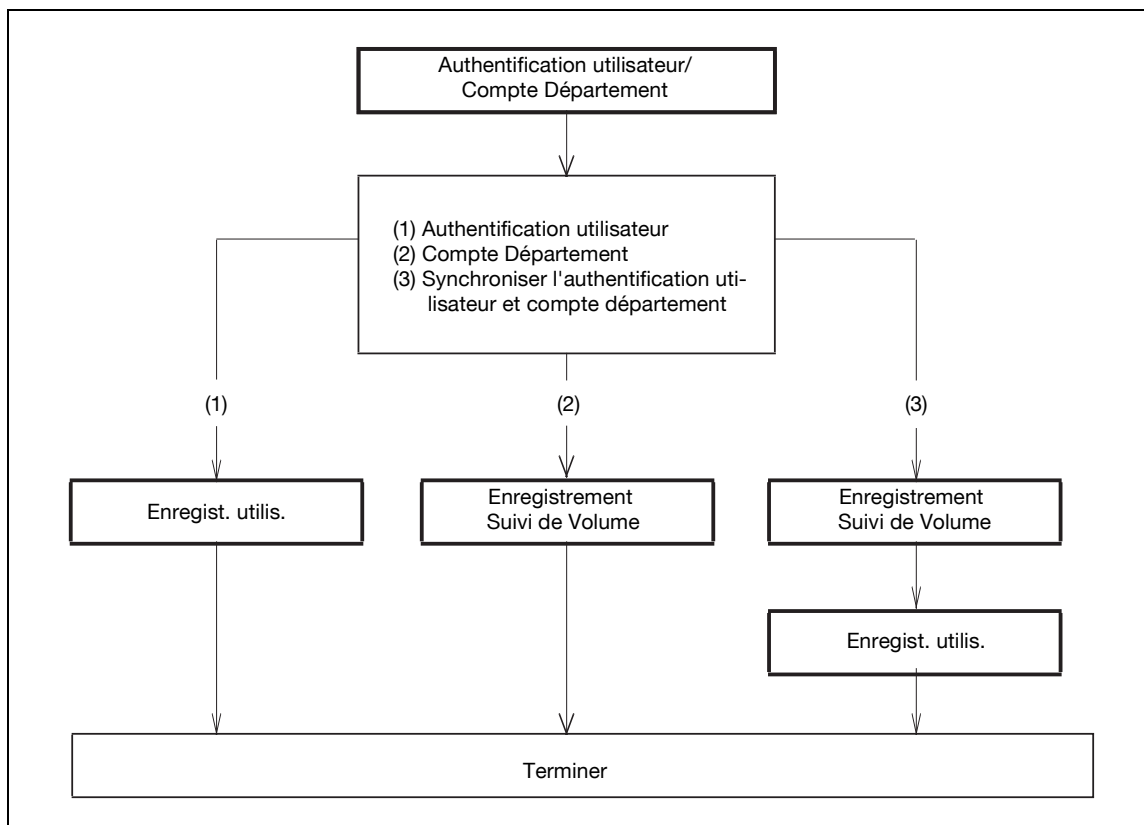 Authentification utilisateur/
Compte Département
(1) Authentification utilisateur
(2) Compte Département
(3) Synchroniser l'authentification uti-
lisateur et compte département
(1)
(2)
(3)
Enregist. utilis.
Enregistrement
Suivi de Volume
Enregistrement
Suivi de Volume
Enregist. utilis.
Terminer